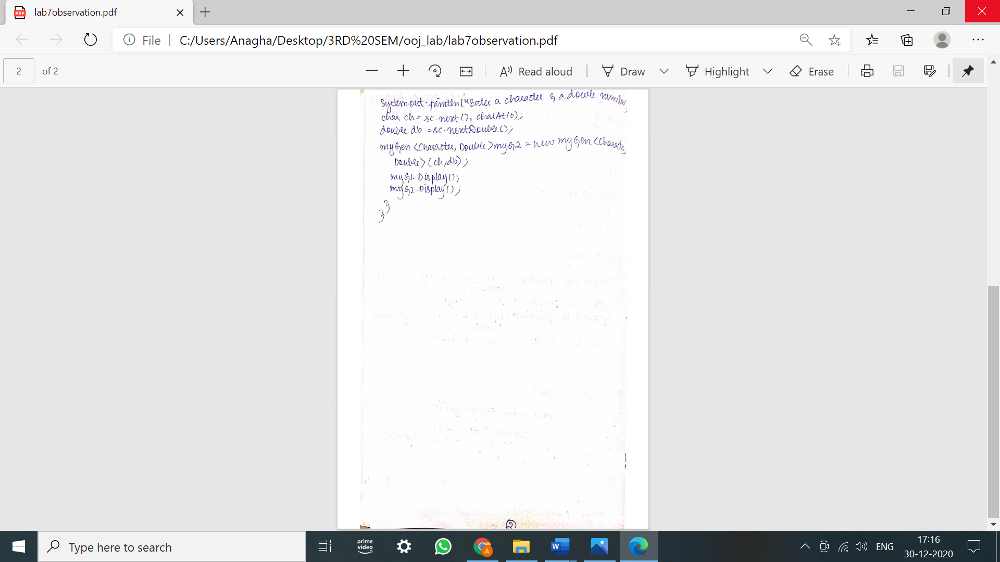 lab7observation.pdf
File
C:/Users/Anagha/Desktop/3RD%20SEM/ooj_lab/lab7observation.pdf
2 of 2
Read aloud
Draw
Highlight
Erase
System.out.println("Enter a character & a double number
char ch = sc.next(), charAt(0);
double db = sc.nextDouble();
myGen <Character, Double> myG2 = new myGen <Character,
Double> (ch,db);
myG1. Display();
myG2.Display();
}
}
2
Type here to search
prime video
ENG
17:16
30-12-2020